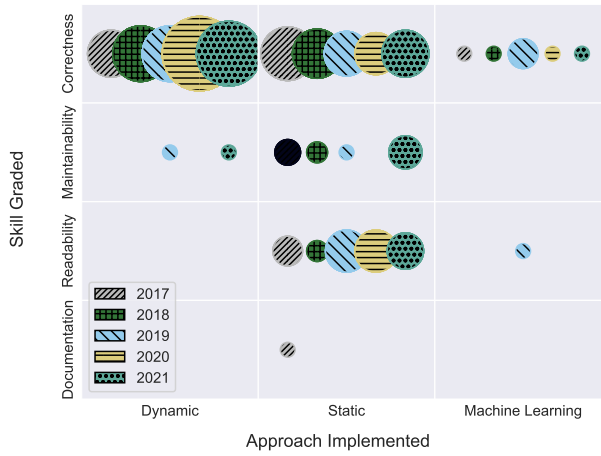 Skill Graded
Correctness
Maintainability
Readability
Documentation
2017
2018
2019
2020
2021
Dynamic
Static
Machine Learning
Approach Implemented